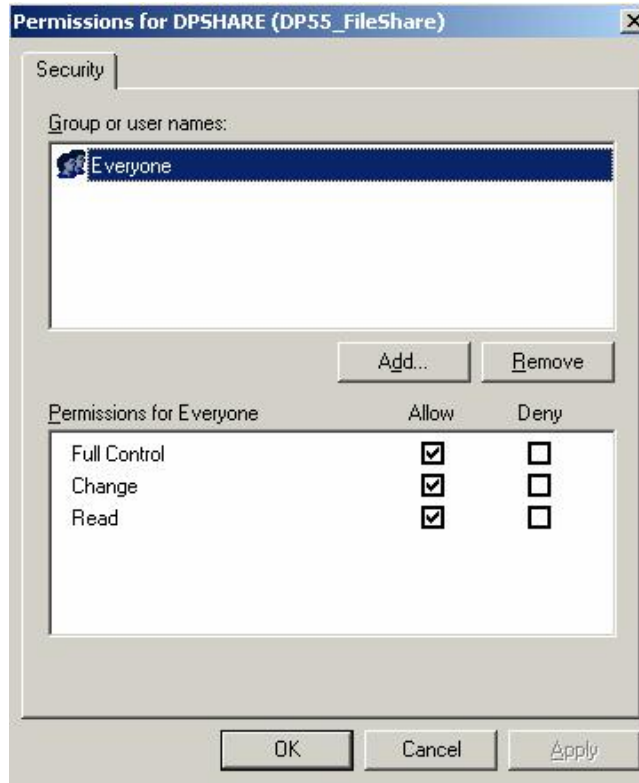 Permissions for DPSHARE (DP55_FileShare)
Security
Group or user names:
Everyone
Add... Remove
Permissions for Everyone Allow Deny
Full Control
Change
Read
OK Cancel Apply